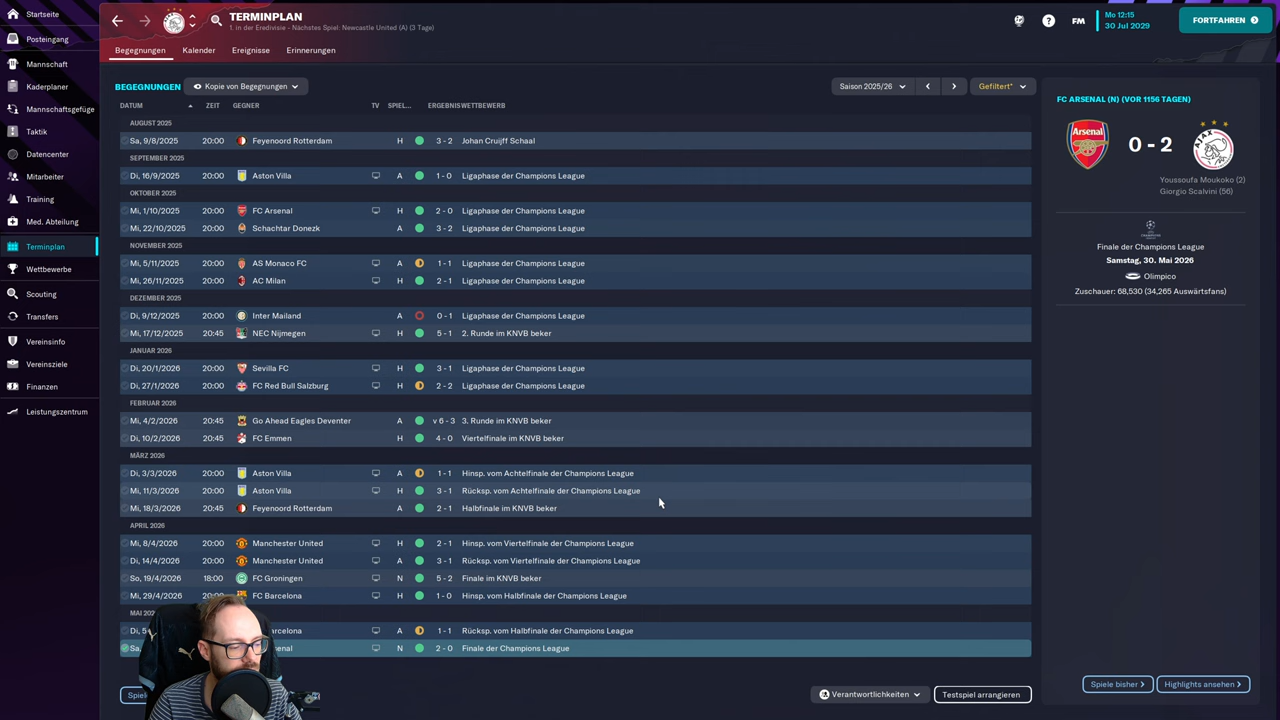 Startseite
Posteingang
Mannschaft
Kaderplaner
Mannschaftsgefüge
Taktik
Datencenter
Mitarbeiter
Training
Med. Abteilung
Terminplan
Wettbewerbe
Scouting
Transfers
Vereinsinfo
Vereinsziele
Finanzen
Leistungszentrum
TERMINPLAN
1. in der Eredivisie - Nächstes Spiel: Newcastle United (A) (3 Tage)
FM
Mo 12:15
30 Jul 2029
FORTFAHREN
Begegnungen Kalender Ereignisse Erinnerungen
BEGEGNUNGEN Kopie von Begegnungen Saison 2025/26 Gefiltert*
DATUM ZEIT GEGNER TV SPIEL... ERGEBNIS WETTBEWERB
AUGUST 2025
Sa, 9/8/2025 20:00 Feyenoord Rotterdam H 3 - 2 Johan Cruijff Schaal
SEPTEMBER 2025
Di, 16/9/2025 20:00 Aston Villa A 1 - 0 Ligaphase der Champions League
OKTOBER 2025
Mi, 1/10/2025 20:00 FC Arsenal H 2 - 0 Ligaphase der Champions League
Mi, 22/10/2025 20:00 Schachtar Donezk A 3 - 2 Ligaphase der Champions League
NOVEMBER 2025
Mi, 5/11/2025 20:00 AS Monaco FC A 1 - 1 Ligaphase der Champions League
Mi, 26/11/2025 20:00 AC Milan H 2 - 1 Ligaphase der Champions League
DEZEMBER 2025
Di, 9/12/2025 20:00 Inter Mailand A 0 - 1 Ligaphase der Champions League
Mi, 17/12/2025 20:45 NEC Nijmegen H 5 - 1 2. Runde im KNVB beker
JANUAR 2026
Di, 20/1/2026 20:00 Sevilla FC H 3 - 1 Ligaphase der Champions League
Di, 27/1/2026 20:00 FC Red Bull Salzburg H 2 - 2 Ligaphase der Champions League
FEBRUAR 2026
Mi, 4/2/2026 20:45 Go Ahead Eagles Deventer A v 6 - 3 3. Runde im KNVB beker
Di, 10/2/2026 20:45 FC Emmen H 4 - 0 Viertelfinale im KNVB beker
MÄRZ 2026
Di, 3/3/2026 20:00 Aston Villa A 1 - 1 Hinsp. vom Achtelfinale der Champions League
Mi, 11/3/2026 20:00 Aston Villa H 3 - 1 Rücksp. vom Achtelfinale der Champions League
Mi, 18/3/2026 20:45 Feyenoord Rotterdam A 2 - 1 Halbfinale im KNVB beker
APRIL 2026
Mi, 8/4/2026 20:00 Manchester United H 2 - 1 Hinsp. vom Viertelfinale der Champions League
Di, 14/4/2026 20:00 Manchester United A 3 - 1 Rücksp. vom Viertelfinale der Champions League
So, 19/4/2026 18:00 FC Groningen N 5 - 2 Finale im KNVB beker
Mi, 29/4/2026 20:00 FC Barcelona H 1 - 0 Hinsp. vom Halbfinale der Champions League
MAI
Di, A 1 - 1 Rücksp. vom Halbfinale der Champions League
Sa, N 2 - 0 Finale der Champions League
Verantwortlichkeiten Testspiel arrangieren
FC ARSENAL (N) (VOR 1156 TAGEN)
Arsenal 0 - 2 AJAX
Youssoufa Moukoko (2)
Giorgio Scalvini (56)
Finale der Champions League
Samstag, 30. Mai 2026
Olimpico
Zuschauer: 68,530 (34,265 Auswärtsfans)
Spiele bisher Highlights ansehen